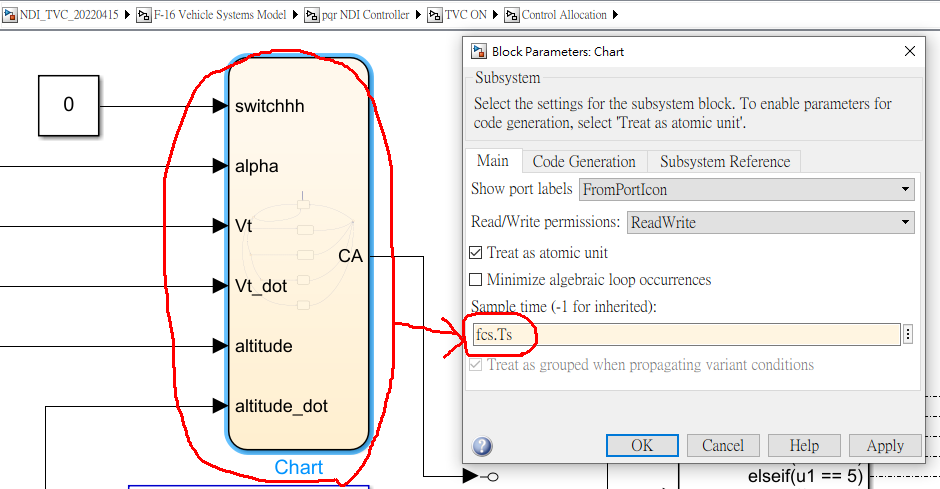 NDI_TVC_20220415 F-16 Vehicle Systems Model pqr NDI Controller TVC ON Control Allocation
0
switchhh
alpha
Vt
Vt_dot
altitude
altitude_dot
CA
Chart
Block Parameters: Chart
Subsystem
Select the settings for the subsystem block. To enable parameters for
code generation, select 'Treat as atomic unit'.
Main Code Generation Subsystem Reference
Show port labels FromPortIcon
Read/Write permissions: ReadWrite
Treat as atomic unit
Minimize algebraic loop occurrences
Sample time (-1 for inherited):
fcs.Ts
Treat as grouped when propagating variant conditions
OK Cancel Help Apply
elseif(u1 == 5)